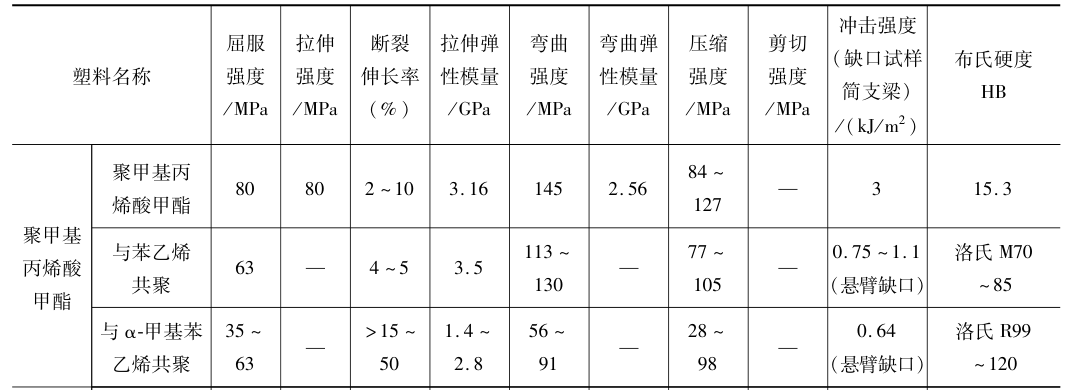 塑料名称
屈服
强度
/MPa
拉伸
强度
/MPa
断裂
伸长率
(%)
拉伸弹
性模量
/GPa
弯曲
强度
/MPa
弯曲弹
性模量
/GPa
压缩
强度
/MPa
剪切
强度
/MPa
冲击强度
(缺口试样
简支梁)
/(kJ/m²)
布氏硬度
HB
聚甲基
丙烯酸
甲酯
聚甲基丙
烯酸甲酯
80
80
2~10
3.16
145
2.56
84~
127
—
3
15.3
与苯乙烯
共聚
63
—
4~5
3.5
113~
130
—
77~
105
—
0.75~1.1
(悬臂缺口)
洛氏 M70
~85
与α-甲基苯
乙烯共聚
35~
63
—
>15~
50
1.4~
2.8
56~
91
—
28~
98
—
0.64
(悬臂缺口)
洛氏 R99
~120